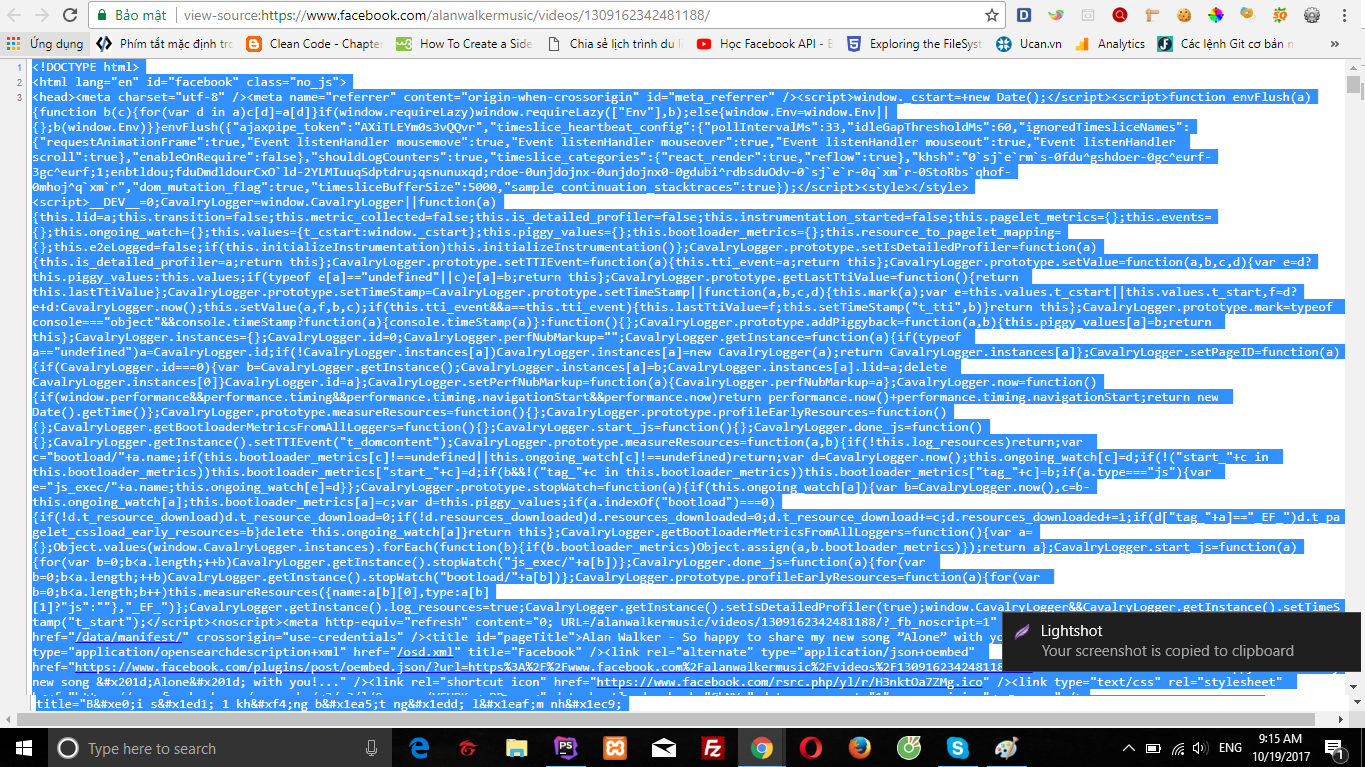 Bảo mật | view-source:https://www.facebook.com/alanwalkermusic/videos/1309162342481188/
Ứng dụng Phím tắt mặc định trc Clean Code - Chapte How To Create a Side Chia sẻ lịch trình du li Học Facebook API - B Exploring the FileSyst Ucan.vn Analytics Các lệnh Git cơ bản n »
1 <!DOCTYPE html>
2 <html lang="en" id="facebook" class="no_js">
3 <head><meta charset="utf-8" /><meta name="referrer" content="origin-when-crossorigin" id="meta_referrer" /><script>window._cstart=+new Date();</script><script>function envFlush(a)
{function b(c){for(var d in a)c[d]=a[d]}if(window.requireLazy)window.requireLazy(["Env"],b);else{window.Env=window.Env||
{};b(window.Env)}}envFlush({"ajaxpipe_token":"AXiTLEYm0s3vQQvr","timeslice_heartbeat_config":{"pollIntervalMs":33,"idleGapThresholdMs":60,"ignoredTimesliceNames":
{"requestAnimationFrame":true,"Event listenHandler mousemove":true,"Event listenHandler mouseover":true,"Event listenHandler mouseout":true,"Event listenHandler
scroll":true},"enableOnRequire":false},"shouldLogCounters":true,"timeslice_categories":{"react_render":true,"reflow":true},"khsh":"0`sj`e`rm`s-0fdu^gshdoer-0gc^eurf-
3gc^eurf;1;enbtldou;fduDmdldourCxO`ld-2YLMIuuqSdptdru;qsnunuxqd;rdoe-0unjdojnx-0unjdojnx0-0gdubi^rdbsduOdv-0`sj`e`r-0q`xm`r-0StoRbs`qhof-
0mhoj^q`xm`r","dom_mutation_flag":true,"timesliceBufferSize":5000,"sample_continuation_stacktraces":true});</script><style></style>
<script>__DEV__=0;CavalryLogger=window.CavalryLogger||function(a)
{this.lid=a;this.transition=false;this.metric_collected=false;this.is_detailed_profiler=false;this.instrumentation_started=false;this.pagelet_metrics={};this.events=
{};this.ongoing_watch={};this.values={t_cstart:window._cstart};this.piggy_values={};this.bootloader_metrics={};this.resource_to_pagelet_mapping=
{};this.e2eLogged=false;if(this.initializeInstrumentation)this.initializeInstrumentation()};CavalryLogger.prototype.setIsDetailedProfiler=function(a)
{this.is_detailed_profiler=a;return this};CavalryLogger.prototype.setTTIEvent=function(a){this.tti_event=a;return this};CavalryLogger.prototype.setValue=function(a,b,c,d){var e=d?
this.piggy_values:this.values;if(typeof e[a]=="undefined"||c)e[a]=b;return this};CavalryLogger.prototype.getLastTtiValue=function(){return
this.lastTtiValue};CavalryLogger.prototype.setTimeStamp=CavalryLogger.prototype.setTimeStamp||function(a,b,c,d){this.mark(a);var e=this.values.t_cstart||this.values.t_start,f=d?
e+d:CavalryLogger.now();this.setValue(a,f,b,c);if(this.tti_event&&a==this.tti_event){this.lastTtiValue=f;this.setTimeStamp("t_tti",b)}return this};CavalryLogger.prototype.mark=typeof
console==="object"&&console.timeStamp?function(a){console.timeStamp(a)}:function(){};CavalryLogger.prototype.addPiggyback=function(a,b){this.piggy_values[a]=b;return
this};CavalryLogger.instances={};CavalryLogger.id=0;CavalryLogger.perfNubMarkup="";CavalryLogger.getInstance=function(a){if(typeof
a=="undefined")a=CavalryLogger.id;if(!CavalryLogger.instances[a])CavalryLogger.instances[a]=new CavalryLogger(a);return CavalryLogger.instances[a]};CavalryLogger.setPageID=function(a)
{if(CavalryLogger.id===0){var b=CavalryLogger.getInstance();CavalryLogger.instances[a]=b;CavalryLogger.instances[a].lid=a;delete
CavalryLogger.instances[0]}CavalryLogger.id=a};CavalryLogger.setPerfNubMarkup=function(a){CavalryLogger.perfNubMarkup=a};CavalryLogger.now=function()
{if(window.performance&&performance.timing&&performance.timing.navigationStart&&performance.now)return performance.now()+performance.timing.navigationStart;return new
Date().getTime()};CavalryLogger.prototype.measureResources=function(){};CavalryLogger.prototype.profileEarlyResources=function()
{};CavalryLogger.getBootloaderMetricsFromAllLoggers=function(){};CavalryLogger.start_js=function(){};CavalryLogger.done_js=function()
{};CavalryLogger.getInstance().setTTIEvent("t_domcontent");CavalryLogger.prototype.measureResources=function(a,b){if(!this.log_resources)return;var
c="bootload/"+a.name;if(this.bootloader_metrics[c]!==undefined||this.ongoing_watch[c]!==undefined)return;var d=CavalryLogger.now();this.ongoing_watch[c]=d;if(!("start_"+c in
this.bootloader_metrics))this.bootloader_metrics["start_"+c]=d;if(b&&!("tag_"+c in this.bootloader_metrics))this.bootloader_metrics["tag_"+c]=b;if(a.type==="js"){var
e="js_exec/"+a.name;this.ongoing_watch[e]=d}};CavalryLogger.prototype.stopWatch=function(a){if(this.ongoing_watch[a]){var b=CavalryLogger.now(),c=b-
this.ongoing_watch[a];this.bootloader_metrics[a]=c;var d=this.piggy_values;if(a.indexOf("bootload")===0)
{if(!d.t_resource_download)d.t_resource_download=0;if(!d.resources_downloaded)d.resources_downloaded=0;d.t_resource_download+=c;d.resources_downloaded+=1;if(d["tag_"+a]=="_EF_")d.t_pa
gelet_cssload_early_resources=b}delete this.ongoing_watch[a]}return this};CavalryLogger.getBootloaderMetricsFromAllLoggers=function(){var a=
{};Object.values(window.CavalryLogger.instances).forEach(function(b){if(b.bootloader_metrics)Object.assign(a,b.bootloader_metrics)});return a};CavalryLogger.start_js=function(a)
{for(var b=0;b<a.length;++b)CavalryLogger.getInstance().stopWatch("js_exec/"+a[b])};CavalryLogger.done_js=function(a){for(var
b=0;b<a.length;++b)CavalryLogger.getInstance().stopWatch("bootload/"+a[b])};CavalryLogger.prototype.profileEarlyResources=function(a){for(var
b=0;b<a.length;b++)this.measureResources({name:a[b][0],type:a[b]
[1]?"js":""},"_EF_")};CavalryLogger.getInstance().log_resources=true;CavalryLogger.getInstance().setIsDetailedProfiler(true);window.CavalryLogger&&CavalryLogger.getInstance().setTimeS
tamp("t_start");</script><noscript><meta http-equiv="refresh" content="0; URL=/alanwalkermusic/videos/1309162342481188/?_fb_noscript=1"
href="/data/manifest/" crossorigin="use-credentials" /><title id="pageTitle">Alan Walker - So happy to share my new song ”Alone” with yo
type="application/opensearchdescription+xml" href="/osd.xml" title="Facebook" /><link rel="alternate" type="application/json+oembed"
href="https://www.facebook.com/plugins/post/oembed.json/?url=https%3A%2F%2Fwww.facebook.com%2Falanwalkermusic%2Fvideos%2F13091623424811
new song &#x201d;Alone&#x201d; with you!..." /><link rel="shortcut icon" href="https://www.facebook.com/rsrc.php/yl/r/H3nktOa7ZMg.ico" /><link type="text/css" rel="stylesheet"
title="B&#xe0;i s&#x1ed1; 1 kh&#xf4;ng b&#x1ea5;t ng&#x1edd; l&#x1eaf;m nh&#x1ec9;
Lightshot
Your screenshot is copied to clipboard
Type here to search
ENG
9:15 AM
10/19/2017
1